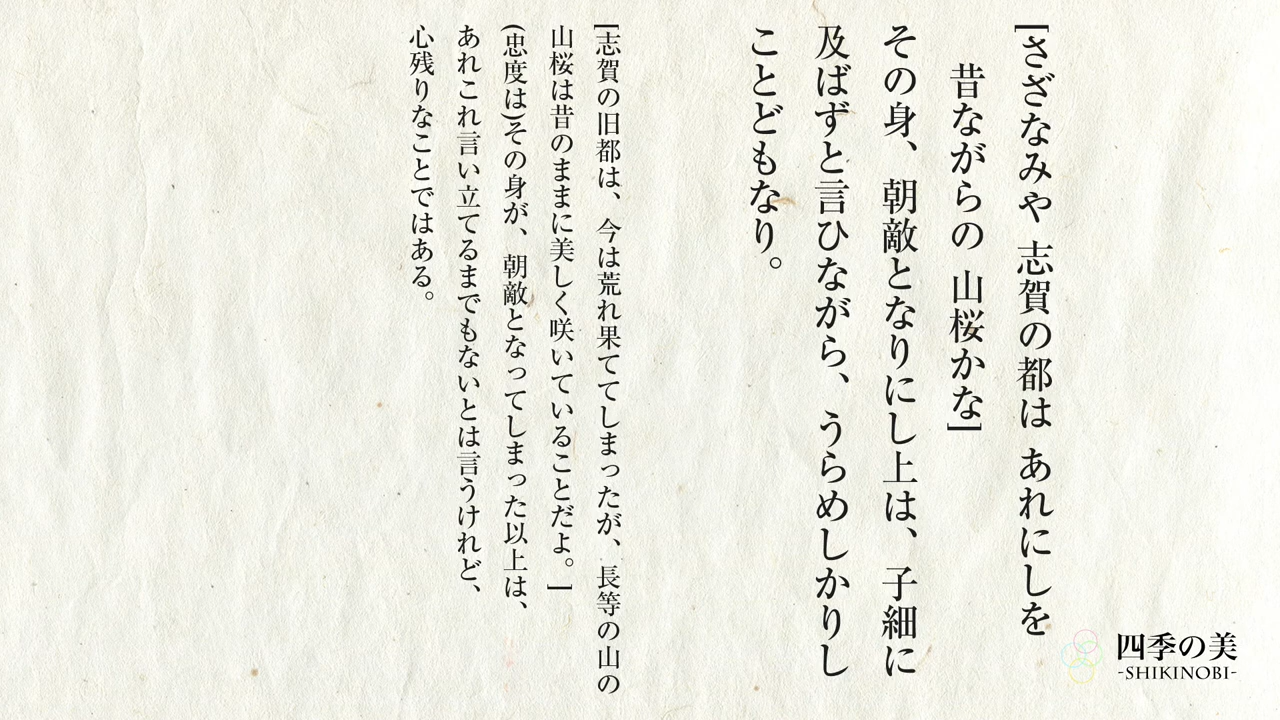 [さざなみや 志賀の都は あれにしを
昔ながらの 山桜かな]
その身、朝敵となりにし上は、子細に
及ばずと言ひながら、うらめしかりし
ことどもなり。
[志賀の旧都は、今は荒れ果ててしまったが、長等の山の
山桜は昔のままに美しく咲いていることだよ。]
(忠度は)その身が、朝敵となってしまった以上は、
あれこれ言い立てるまでもないとは言うけれど、
心残りなことではある。
四季の美
-SHIKINOBI-